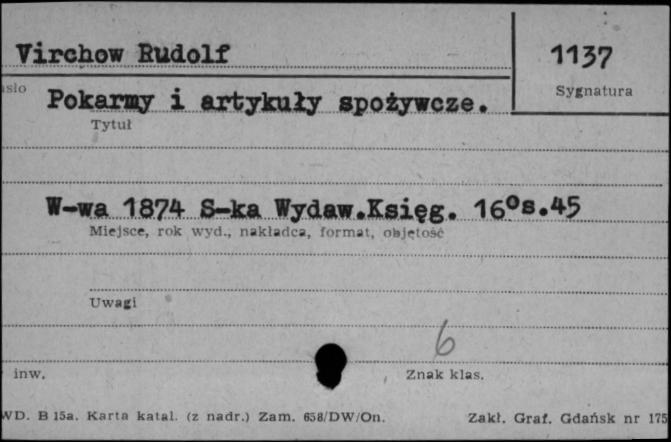 Virchow Rudolf
1137
Sygnatura
Pokarmy i artykuły spożywcze.
Tytuł
W-wa 1874 S-ka Wydaw.Księg. 16⁰s.45
Miejsce, rok wyd., nakładca, format, objętość
Uwagi
6
inw.
Znak klas.
WD. B 15a. Karta katal. (z nadr.) Zam. 658/DW/On.
Zakł. Graf. Gdańsk nr 175